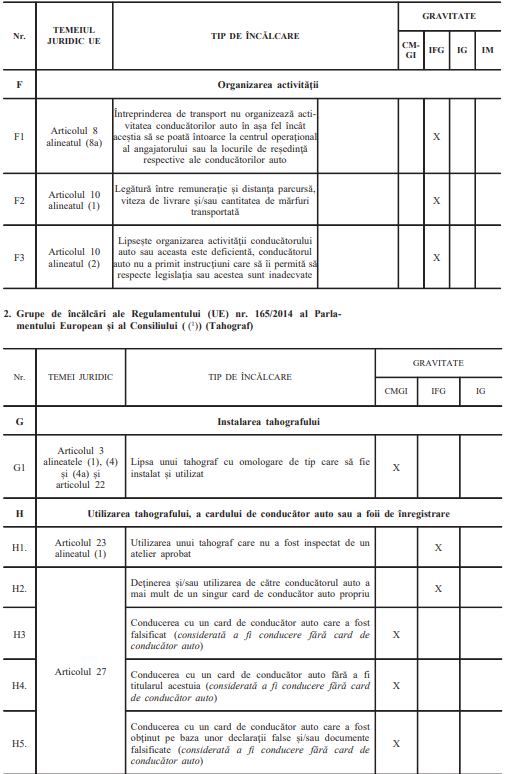 Nr.
TEMEIUL
JURIDIC UE
TIP DE ÎNCĂLCARE
GRAVITATE
CM-
GI
IFG
IG
IM
F
Organizarea activității
F1
Articolul 8
alineatul (8a)
Întreprinderea de transport nu organizează acti-
vitatea conducătorilor auto în așa fel încât
aceștia să se poată întoarce la centrul operațional
al angajatorului sau la locurile de reședință
respective ale conducătorilor auto
X
F2
Articolul 10
alineatul (1)
Legătură între remunerație și distanța parcursă,
viteza de livrare și/sau cantitatea de mărfuri
transportată
X
F3
Articolul 10
alineatul (2)
Lipsește organizarea activității conducătorului
auto sau aceasta este deficientă, conducătorul
auto nu a primit instrucțiuni care să îi permită să
respecte legislația sau acestea sunt inadecvate
X
2. Grupe de încălcări ale Regulamentului (UE) nr. 165/2014 al Parla-
mentului European și al Consiliului ( (¹)) (Tahograf)
Nr.
TEMEI JURIDIC
TIP DE ÎNCĂLCARE
GRAVITATE
CMGI
IFG
IG
G
Instalarea tahografului
G1
Articolul 3
alineatele (1), (4)
și (4a) și
articolul 22
Lipsa unui tahograf cu omologare de tip care să fie
instalat și utilizat
X
H
Utilizarea tahografului, a cardului de conducător auto sau a foii de înregistrare
H1.
Articolul 23
alineatul (1)
Utilizarea unui tahograf care nu a fost inspectat de un
atelier aprobat
X
H2.
Articolul 27
Deținerea și/sau utilizarea de către conducătorul auto a
mai mult de un singur card de conducător auto propriu
X
H3
Conducerea cu un card de conducător auto care a fost
falsificat (considerată a fi conducere fără card de
conducător auto)
X
H4.
Conducerea cu un card de conducător auto fără a fi
titularul acestuia (considerată a fi conducere fără card
de conducător auto)
X
H5.
Conducerea cu un card de conducător auto care a fost
obținut pe baza unor declarații false și/sau documente
falsificate (considerată a fi conducere fără card de
conducător auto)
X